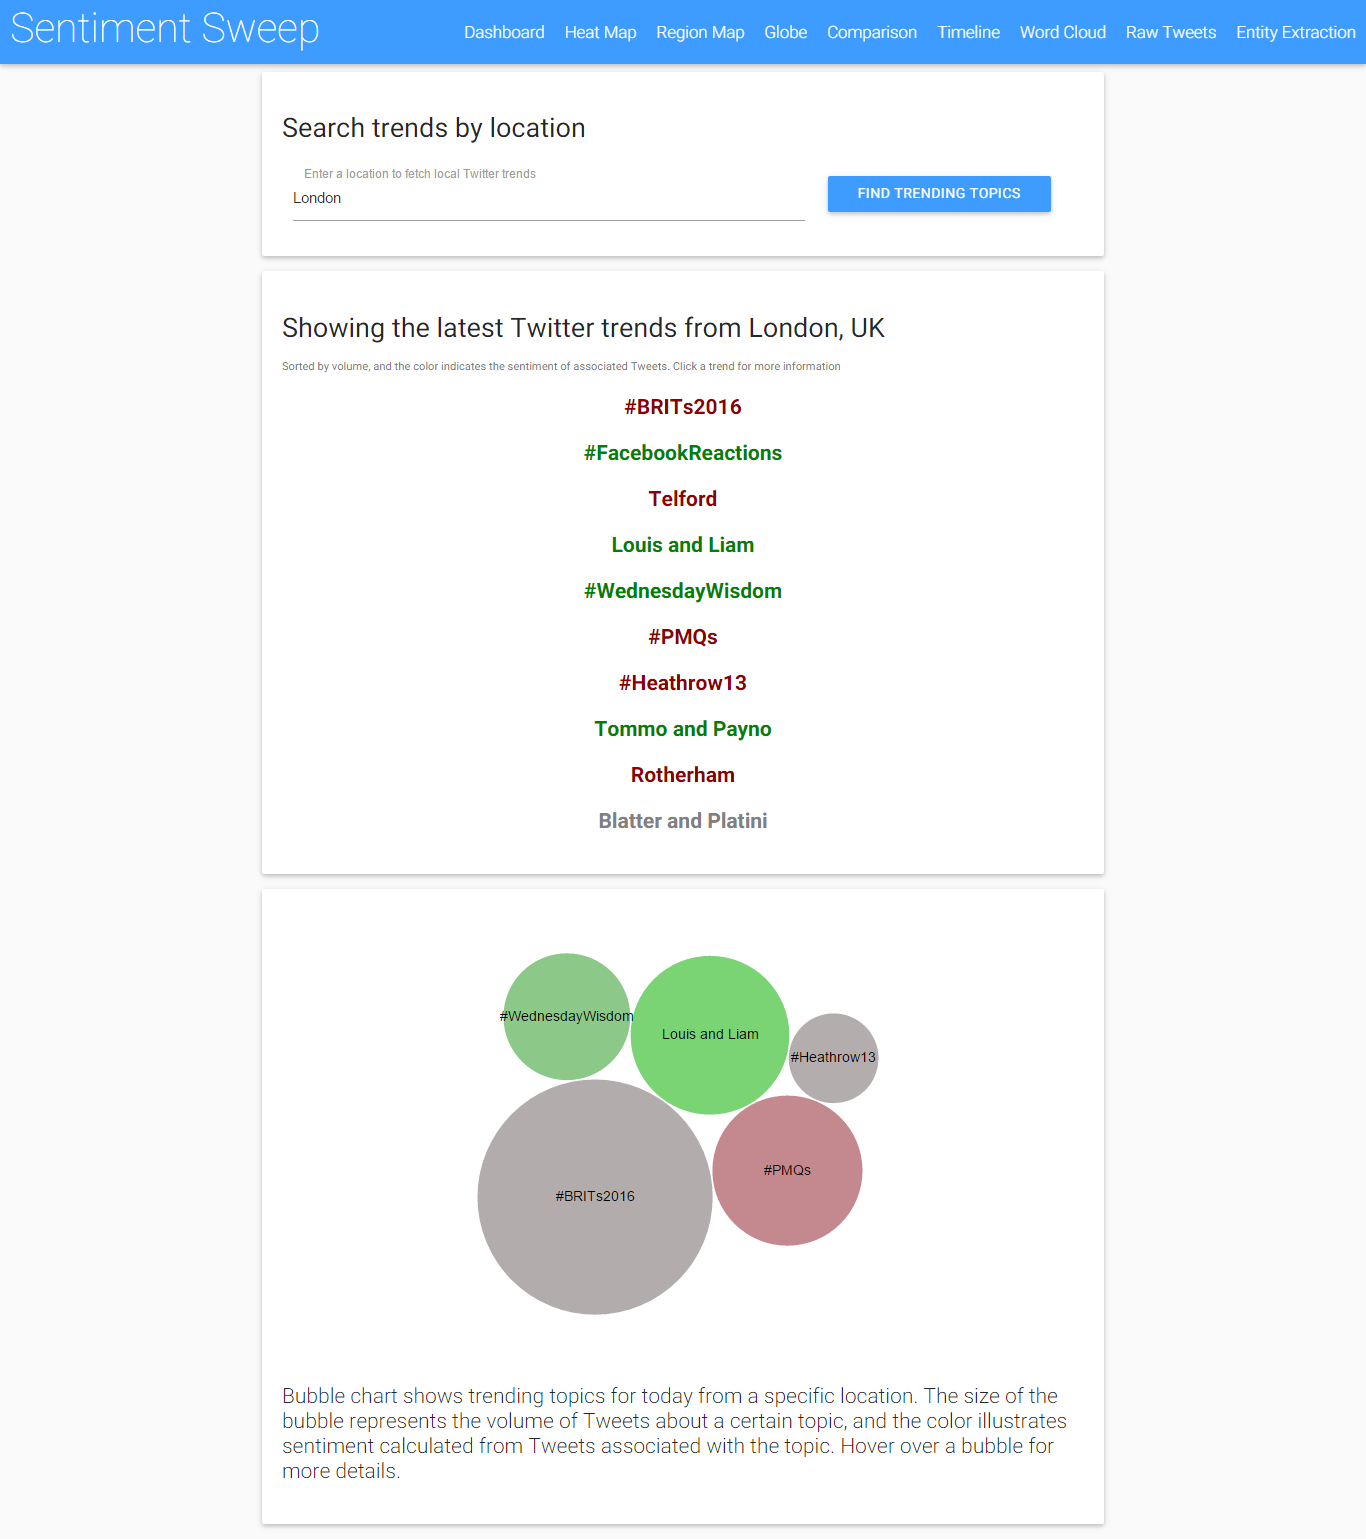 Sentiment Sweep
Dashboard Heat Map Region Map Globe Comparison Timeline Word Cloud Raw Tweets Entity Extraction
Search trends by location
Enter a location to fetch local Twitter trends
London
FIND TRENDING TOPICS
Showing the latest Twitter trends from London, UK
Sorted by volume, and the color indicates the sentiment of associated Tweets. Click a trend for more information
#BRITs2016
#FacebookReactions
Telford
Louis and Liam
#WednesdayWisdom
#PMQs
#Heathrow13
Tommo and Payno
Rotherham
Blatter and Platini
#WednesdayWisdom
Louis and Liam
#Heathrow13
#PMQs
#BRITs2016
Bubble chart shows trending topics for today from a specific location. The size of the
bubble represents the volume of Tweets about a certain topic, and the color illustrates
sentiment calculated from Tweets associated with the topic. Hover over a bubble for
more details.